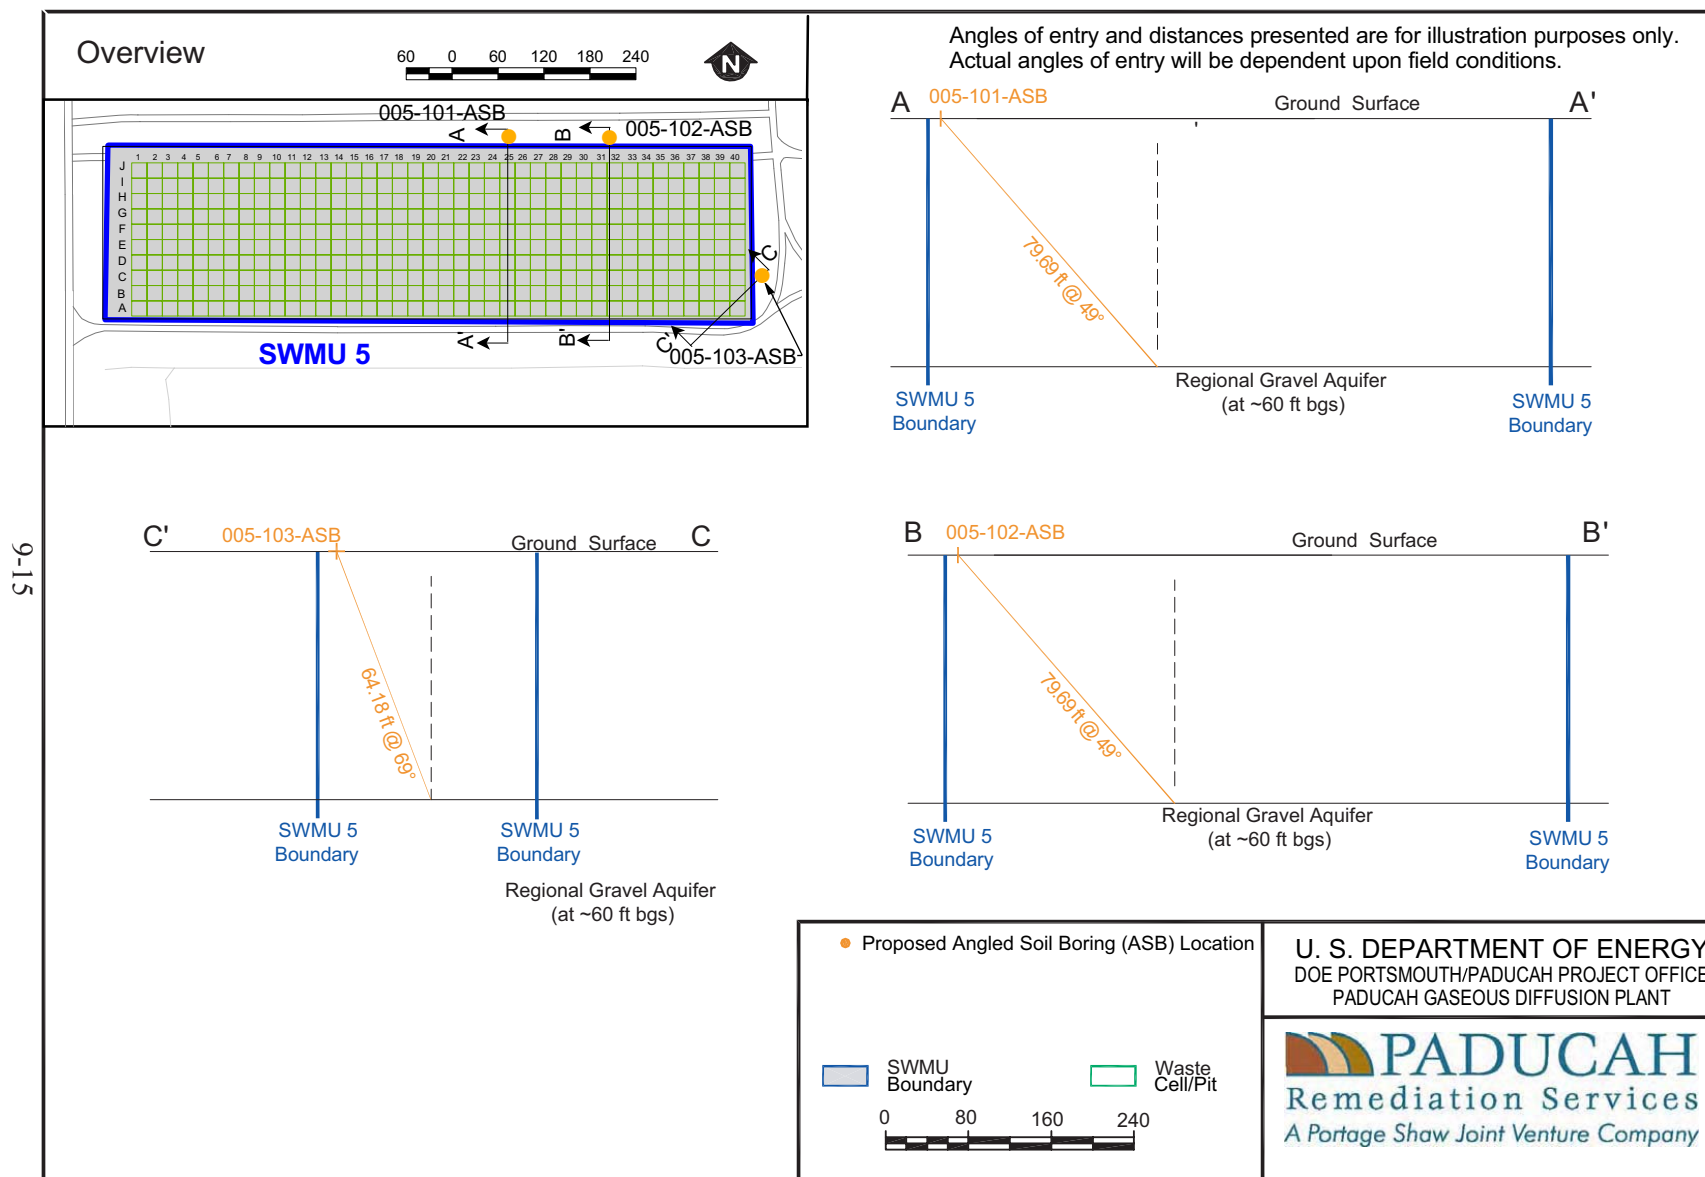 Overview
60 0 60 120 180 240
N
Angles of entry and distances presented are for illustration purposes only.
Actual angles of entry will be dependent upon field conditions.
005-101-ASB
A
B
005-102-ASB
1 2 3 4 5 6 7 8 9 10 11 12 13 14 15 16 17 18 19 20 21 22 23 24 25 26 27 28 29 30 31 32 33 34 35 36 37 38 39 40
J
I
H
G
F
E
D
C
B
A
C
A'
B'
C'
005-103-ASB
SWMU 5
A
005-101-ASB
Ground Surface
A'
'
79.69 ft @ 49°
Regional Gravel Aquifer
(at ~60 ft bgs)
SWMU 5
Boundary
SWMU 5
Boundary
C'
005-103-ASB
Ground Surface
C
64.18 ft @ 69°
SWMU 5
Boundary
SWMU 5
Boundary
Regional Gravel Aquifer
(at ~60 ft bgs)
B
005-102-ASB
Ground Surface
B'
79.69 ft @ 49°
Regional Gravel Aquifer
(at ~60 ft bgs)
SWMU 5
Boundary
SWMU 5
Boundary
9-15
Proposed Angled Soil Boring (ASB) Location
SWMU
Boundary
Waste
Cell/Pit
0 80 160 240
U. S. DEPARTMENT OF ENERGY
DOE PORTSMOUTH/PADUCAH PROJECT OFFICE
PADUCAH GASEOUS DIFFUSION PLANT
PADUCAH
Remediation Services
A Portage Shaw Joint Venture Company